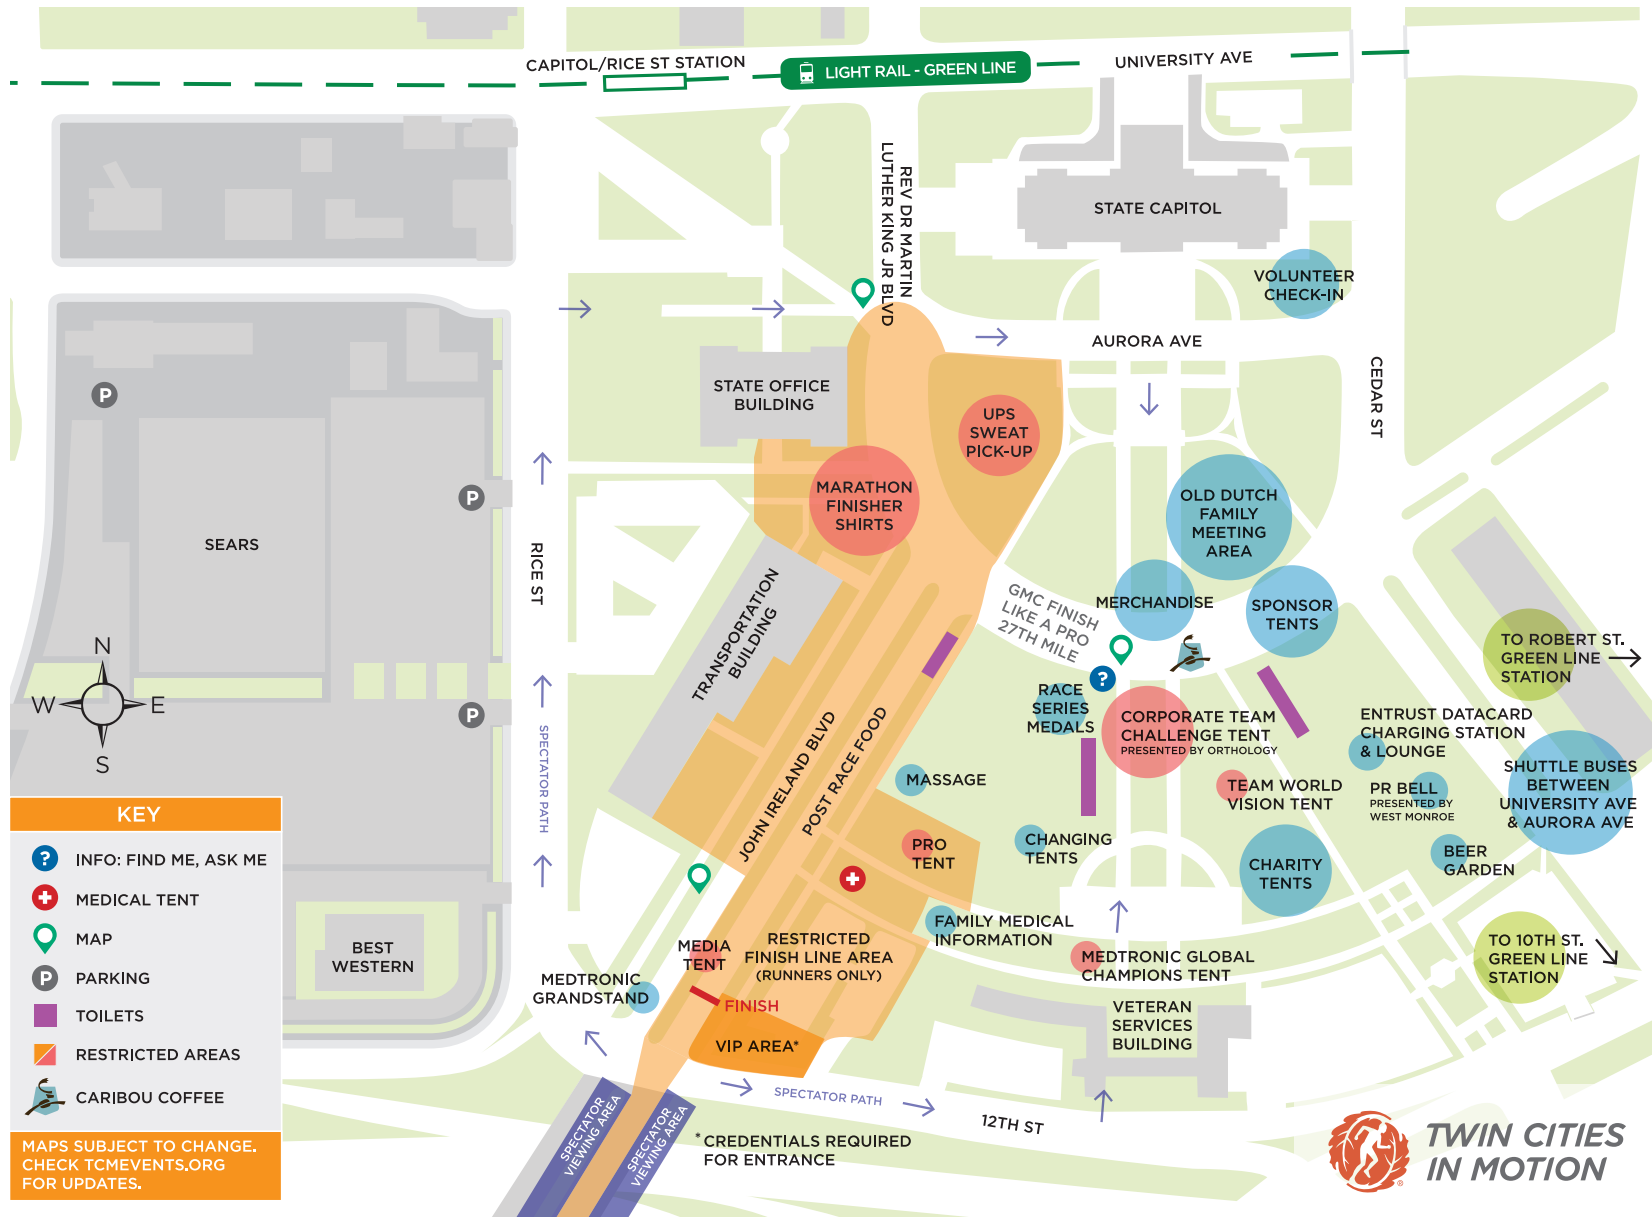 CAPITOL/RICE ST STATION
LIGHT RAIL - GREEN LINE
UNIVERSITY AVE
REV DR MARTIN
LUTHER KING JR BLVD
STATE CAPITOL
VOLUNTEER
CHECK-IN
AURORA AVE
CEDAR ST
STATE OFFICE
BUILDING
UPS
SWEAT
PICK-UP
P
MARATHON
FINISHER
SHIRTS
OLD DUTCH
FAMILY
MEETING
AREA
P
SEARS
RICE ST
TRANSPORTATION
BUILDING
GMC FINISH
LIKE A PRO
27TH MILE
MERCHANDISE
SPONSOR
TENTS
TO ROBERT ST.
GREEN LINE
STATION
N
W
E
S
P
?
RACE
SERIES
MEDALS
CORPORATE TEAM
CHALLENGE TENT
PRESENTED BY ORTHOLOGY
ENTRUST DATACARD
CHARGING STATION
& LOUNGE
SPECTATOR PATH
JOHN IRELAND BLVD
POST RACE FOOD
MASSAGE
TEAM WORLD
VISION TENT
PR BELL
PRESENTED BY
WEST MONROE
SHUTTLE BUSES
BETWEEN
UNIVERSITY AVE
& AURORA AVE
PRO
TENT
CHANGING
TENTS
CHARITY
TENTS
BEER
GARDEN
FAMILY MEDICAL
INFORMATION
MEDIA
TENT
RESTRICTED
FINISH LINE AREA
(RUNNERS ONLY)
MEDTRONIC GLOBAL
CHAMPIONS TENT
TO 10TH ST.
GREEN LINE
STATION
BEST
WESTERN
MEDTRONIC
GRANDSTAND
FINISH
VIP AREA*
VETERAN
SERVICES
BUILDING
SPECTATOR PATH
12TH ST
SPECTATOR
VIEWING AREA
SPECTATOR
VIEWING AREA
*CREDENTIALS REQUIRED
FOR ENTRANCE
KEY
? INFO: FIND ME, ASK ME
MEDICAL TENT
MAP
P PARKING
TOILETS
RESTRICTED AREAS
CARIBOU COFFEE
MAPS SUBJECT TO CHANGE.
CHECK TCMEVENTS.ORG
FOR UPDATES.
TWIN CITIES
IN MOTION
®